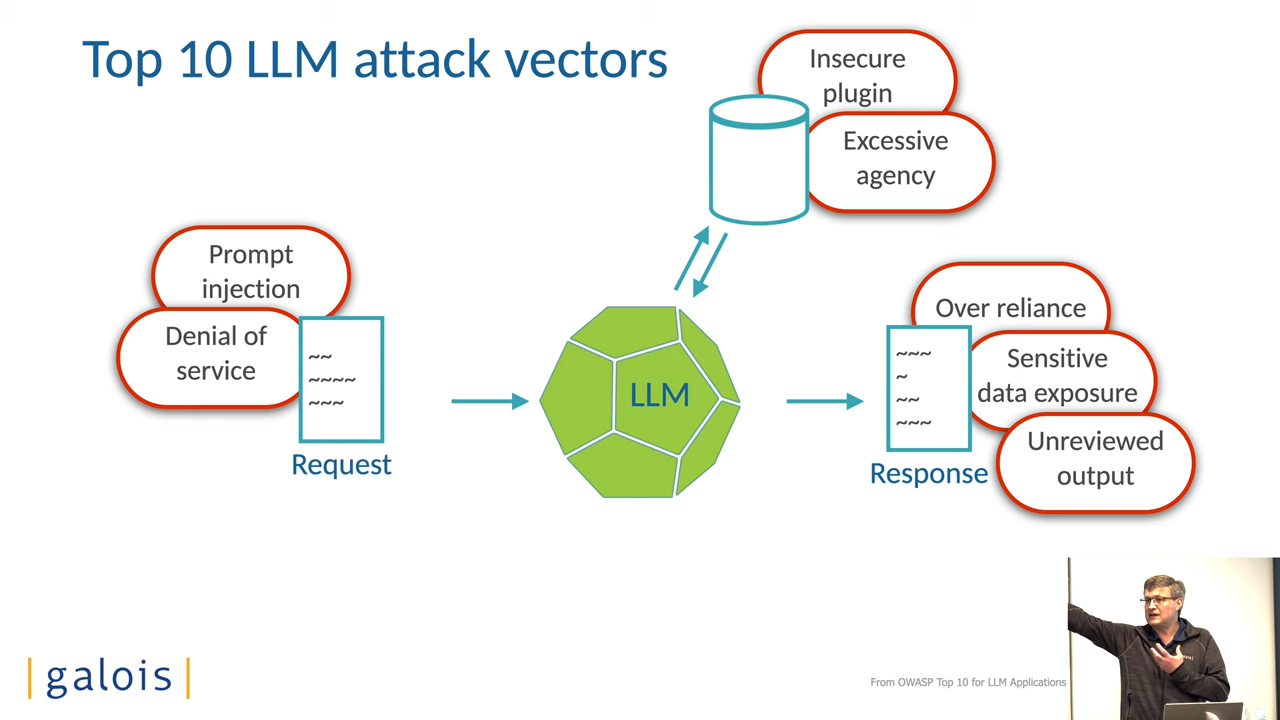 Top 10 LLM attack vectors
Insecure
plugin
Excessive
agency
Prompt
injection
Denial of
service
~~
~~~~
~~~
Request
LLM
Over reliance
Sensitive
data exposure
Unreviewed
output
~~~
~
~~
~~~
Response
|galois|
From OWASP Top 10 for LLM Applications